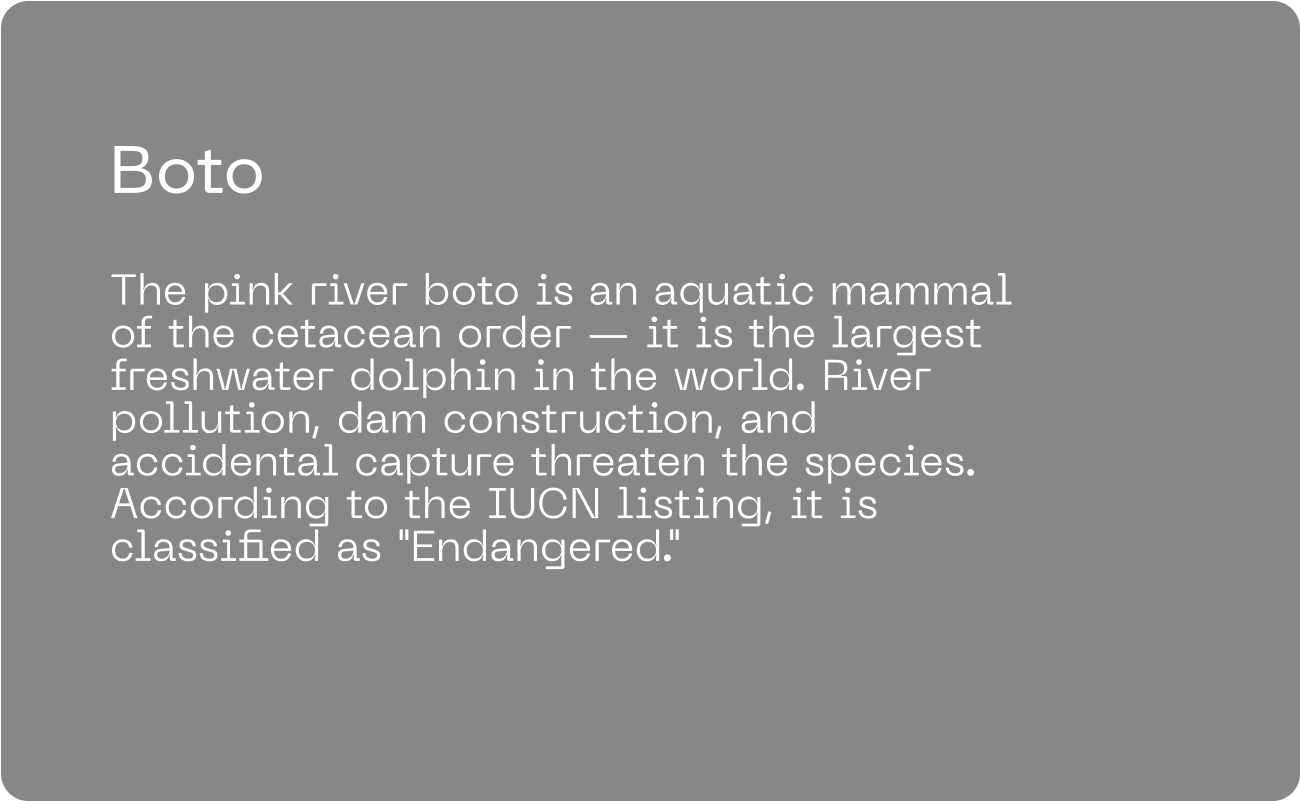 Boto
The pink river boto is an aquatic mammal
of the cetacean order — it is the largest
freshwater dolphin in the world. River
pollution, dam construction, and
accidental capture threaten the species.
According to the IUCN listing, it is
classified as "Endangered."